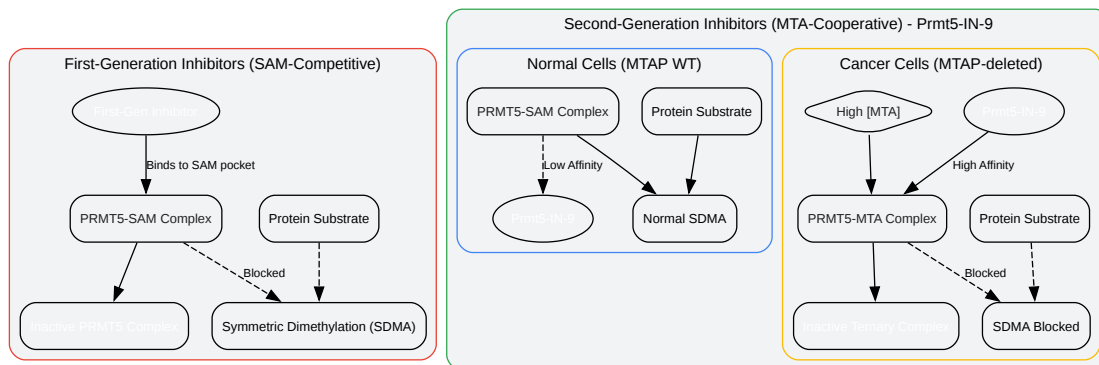 Second-Generation Inhibitors (MTA-Cooperative) - Prmt5-IN-9
First-Generation Inhibitors (SAM-Competitive)
First-Gen Inhibitor
Binds to SAM pocket
PRMT5-SAM Complex
Protein Substrate
Blocked
Inactive PRMT5 Complex
Symmetric Dimethylation (SDMA)
Normal Cells (MTAP WT)
PRMT5-SAM Complex
Protein Substrate
Low Affinity
Prmt5-IN-9
Normal SDMA
Cancer Cells (MTAP-deleted)
High [MTA]
Prmt5-IN-9
High Affinity
PRMT5-MTA Complex
Protein Substrate
Blocked
Inactive Ternary Complex
SDMA Blocked